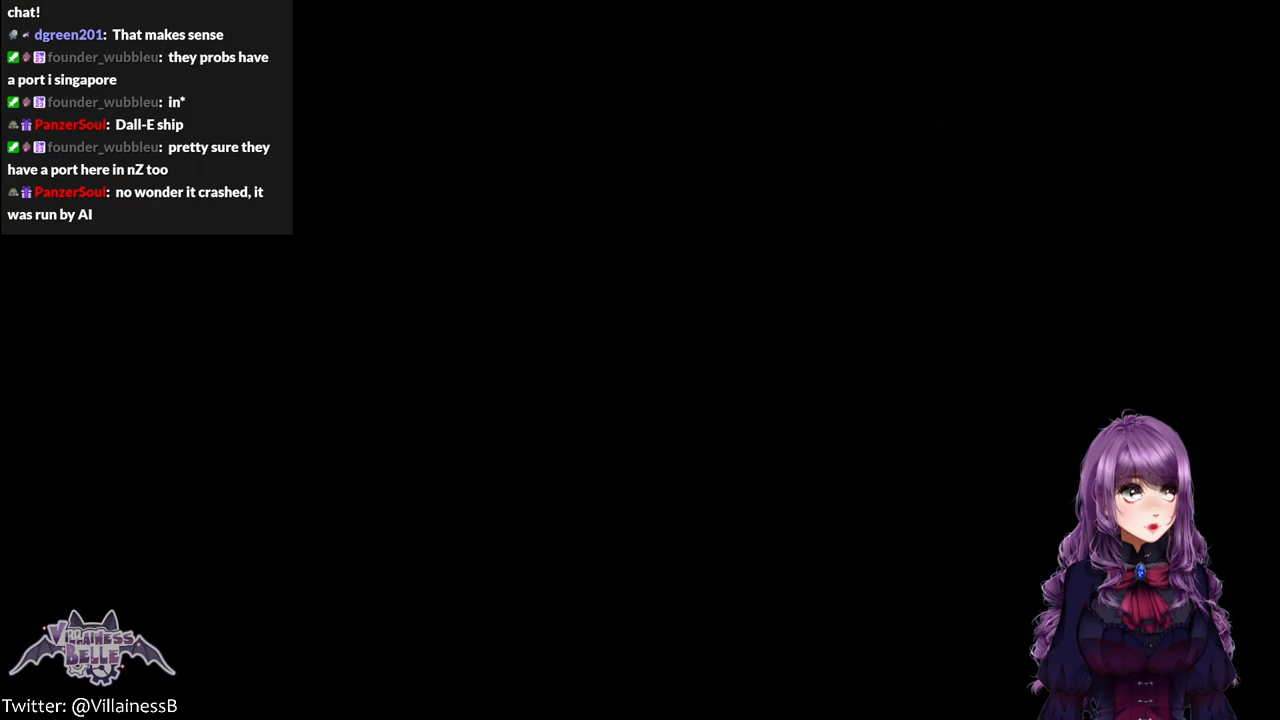 chat!
dgreen201: That makes sense
founder_wubbleu: they probs have
a port i singapore
founder_wubbleu: in*
PanzerSoul: Dall-E ship
founder_wubbleu: pretty sure they
have a port here in nZ too
PanzerSoul: no wonder it crashed, it
was run by AI
VILLAINESS
BELLE
Twitter: @VillainessB